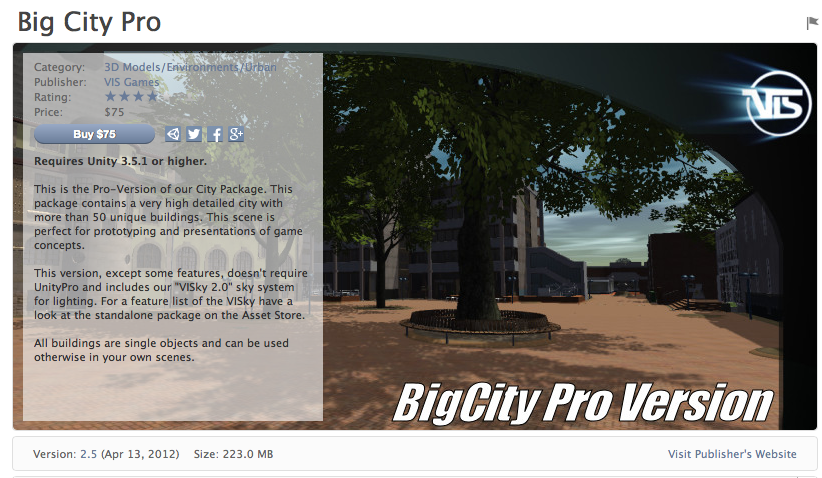 Big City Pro
Category: 3D Models/Environments/Urban
Publisher: VIS Games
Rating:
Price: $75
Buy $75
Requires Unity 3.5.1 or higher.
This is the Pro-Version of our City Package. This
package contains a very high detailed city with
more than 50 unique buildings. This scene is
perfect for prototyping and presentations of game
concepts.
This version, except some features, doesn't require
UnityPro and includes our "VISky 2.0" sky system
for lighting. For a feature list of the VISky have a
look at the standalone package on the Asset Store.
All buildings are single objects and can be used
otherwise in your own scenes.
VIS
BigCity Pro Version
Version: 2.5 (Apr 13, 2012) Size: 223.0 MB
Visit Publisher's Website